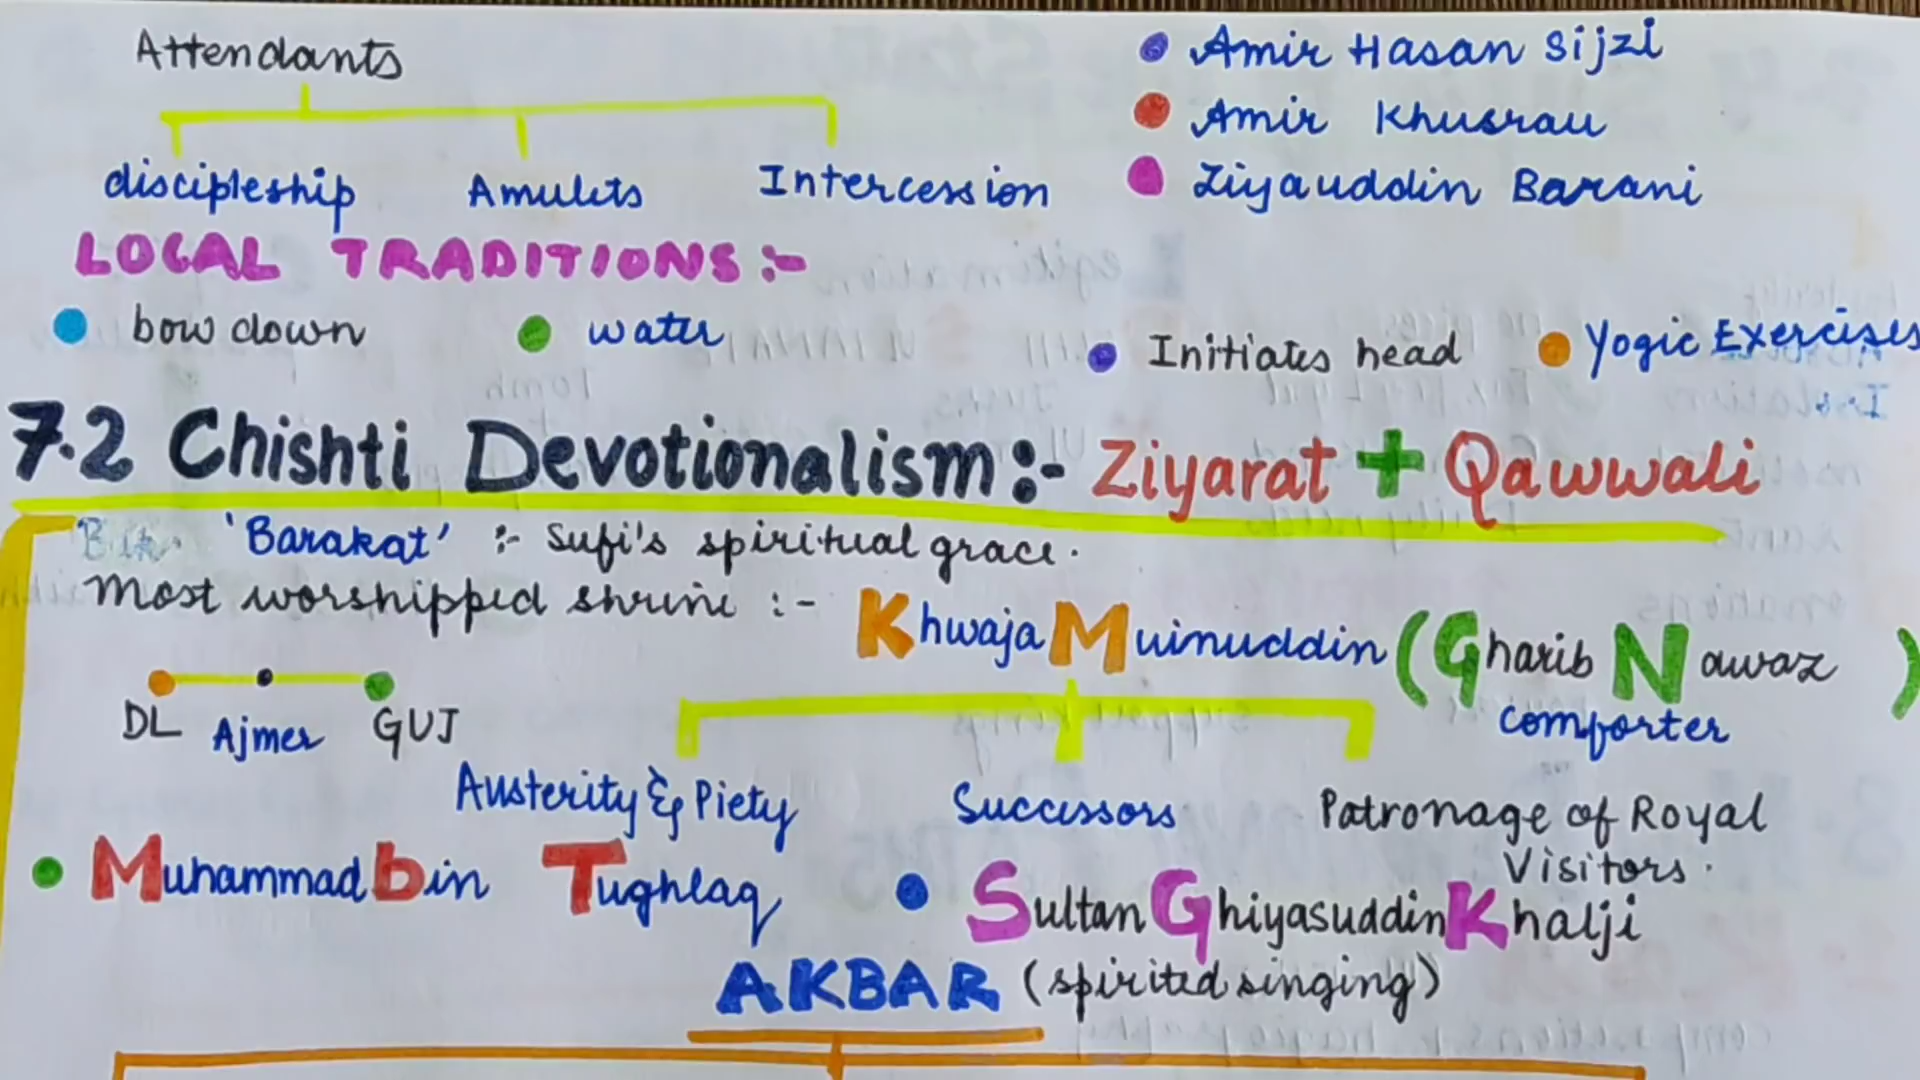 Attendants
discipleship Amulets Intercession
Amir Hasan Sijzi
Amir Khusrau
Ziyauddin Barani
LOCAL TRADITIONS:-
bow down water Initiates head Yogic Exercises
7.2 Chishti Devotionalism:- Ziyarat + Qawwali
'Barakat' :- Sufi's spiritual grace.
Most worshipped shrine :- Khwaja Muinuddin (Gharib Nawaz)
comforter
DL Ajmer GUJ
Austerity & Piety Successors Patronage of Royal
Visitors.
Muhammad bin Tughlaq Sultan Ghiyasuddin Khalji
AKBAR (spirited singing)